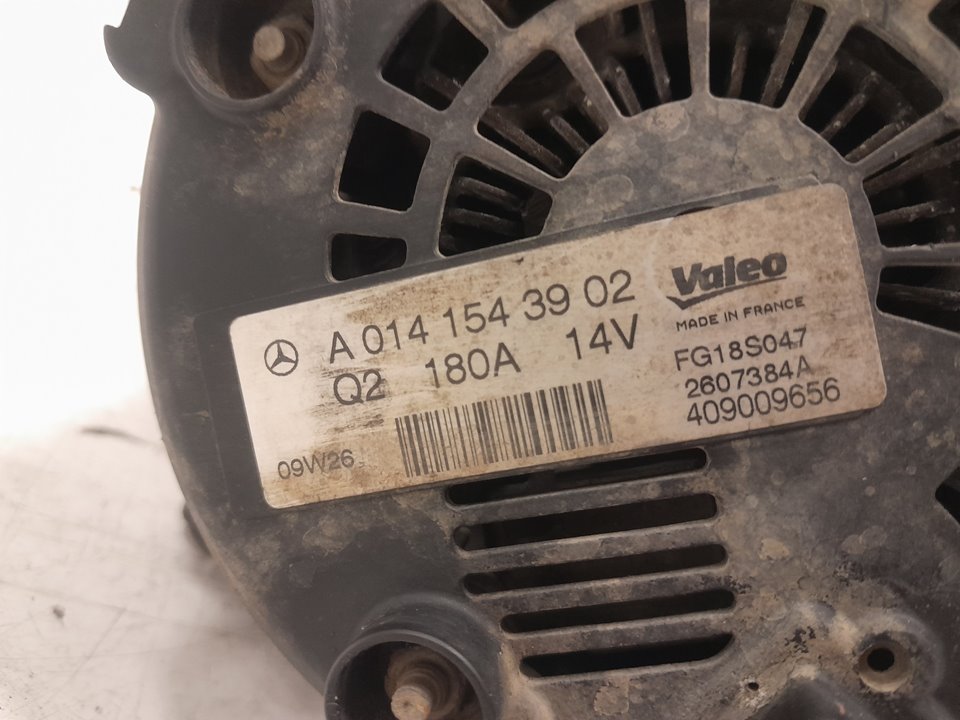 A 014 154 39 02
Q2 180A 14V
09W26
Valeo
MADE IN FRANCE
FG18S047
2607384A
409009656